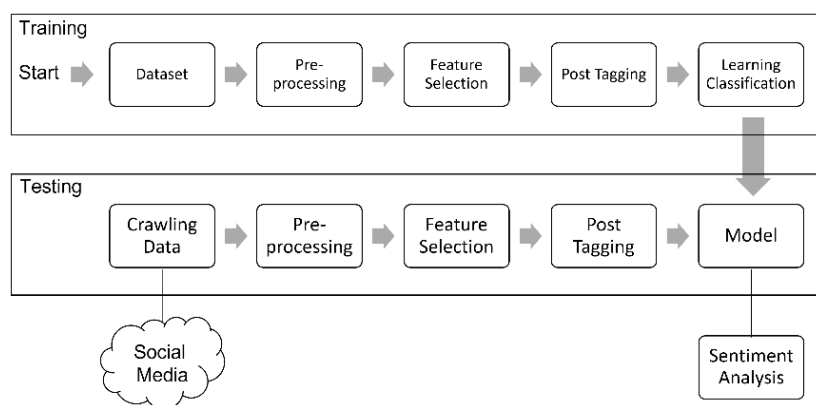 Training
Start
Dataset
Pre-
processing
Feature
Selection
Post Tagging
Learning
Classification
Testing
Crawling
Data
Pre-
processing
Feature
Selection
Post
Tagging
Model
Social
Media
Sentiment
Analysis